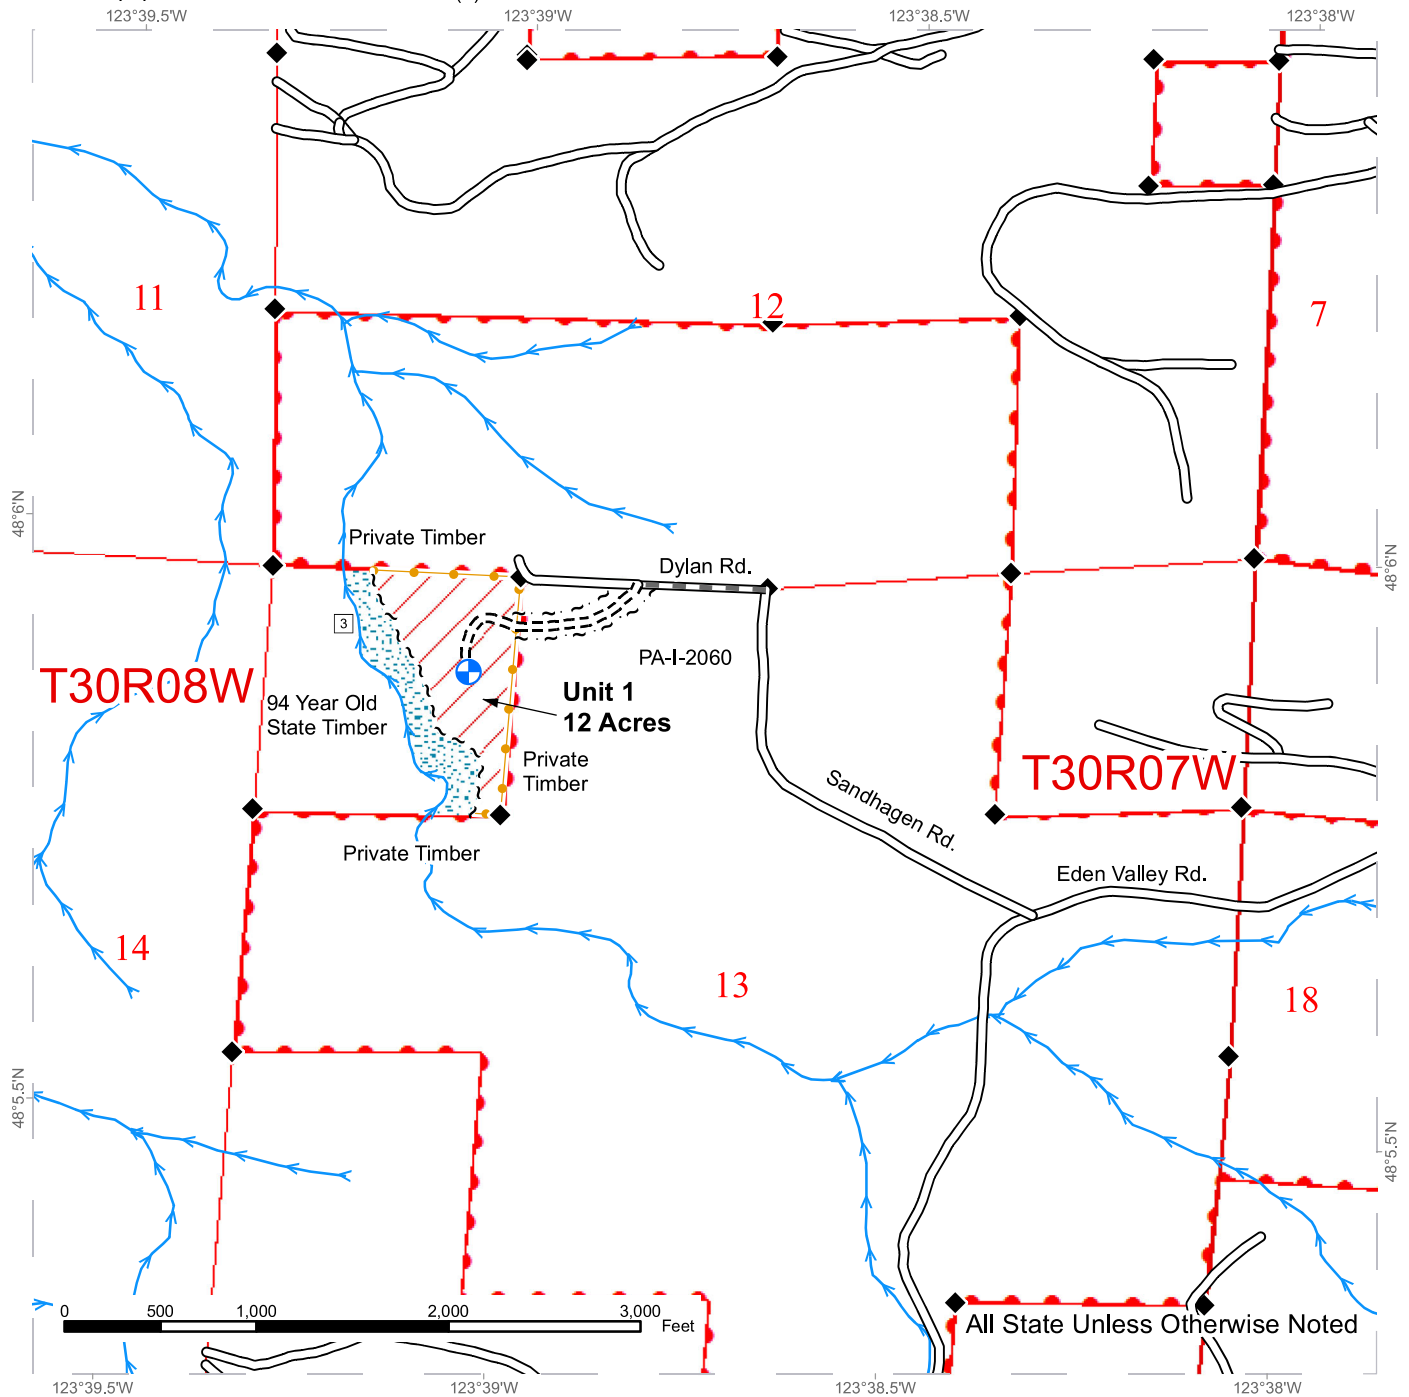 123°39.5'W
123°39'W
123°38.5'W
123°38'W
11
12
7
48°6'N
Private Timber
Dylan Rd.
48°6'N
3
PA-I-2060
T30R08W
94 Year Old
State Timber
Unit 1
12 Acres
Private
Timber
T30R07W
Sandhagen Rd.
Private Timber
Eden Valley Rd.
14
13
18
48°5.5'N
48°5.5'N
0 500 1,000 2,000 3,000
Feet
All State Unless Otherwise Noted
123°39.5'W
123°39'W
123°38.5'W
123°38'W